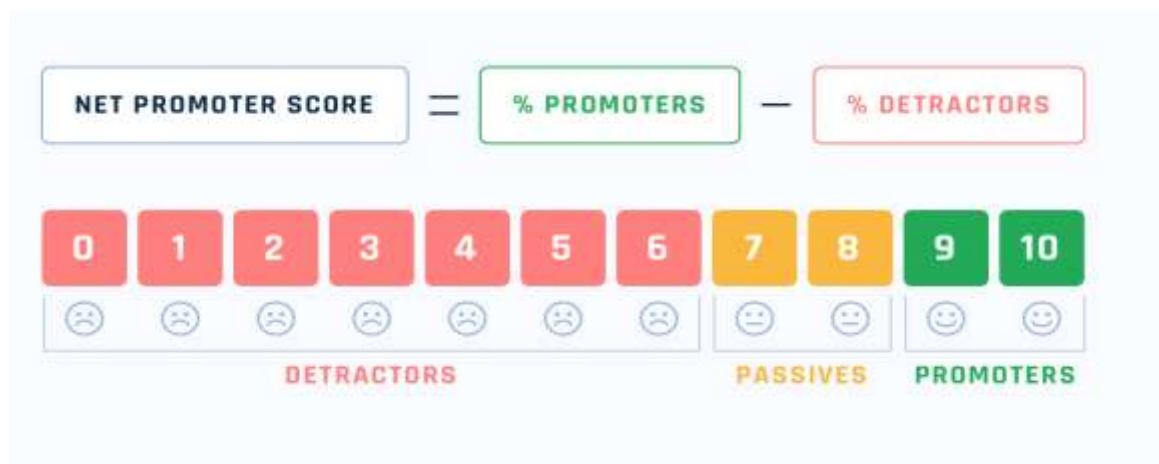 NET PROMOTER SCORE = % PROMOTERS — % DETRACTORS
0 1 2 3 4 5 6 7 8 9 10
DETRACTORS PASSIVES PROMOTERS